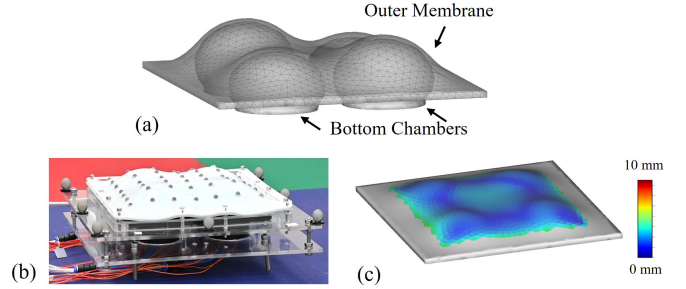 Outer Membrane
(a)
Bottom Chambers
10 mm
(b)
(c)
0 mm